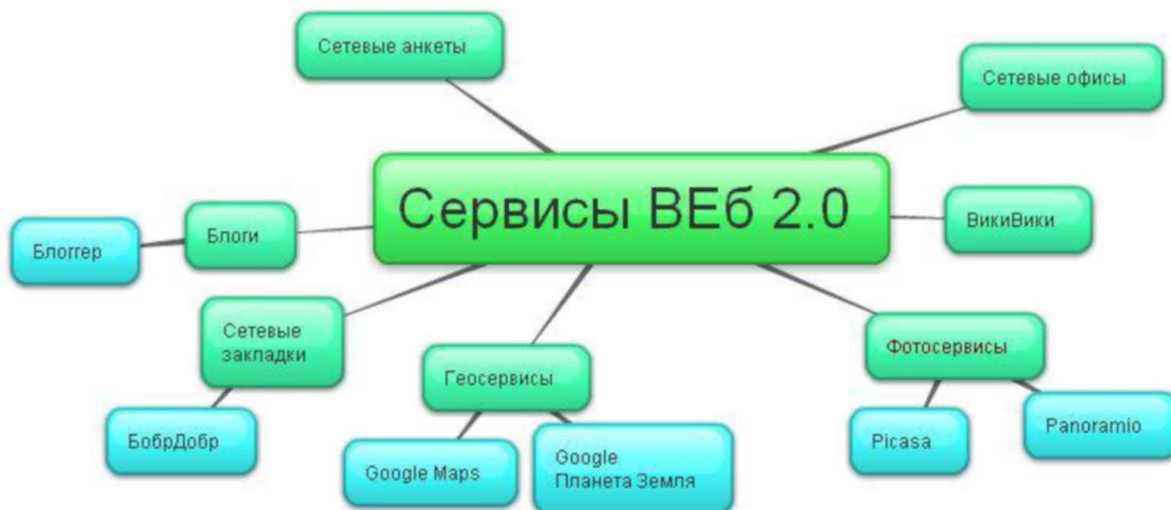 Сетевые анкеты
Сетевые офисы
Сервисы ВЕб 2.0
ВикиВики
Блоги
Блоггер
Сетевые
закладки
БобрДобр
Геосервисы
Google Maps
Google
Планета Земля
Фотосервисы
Picasa
Panoramio